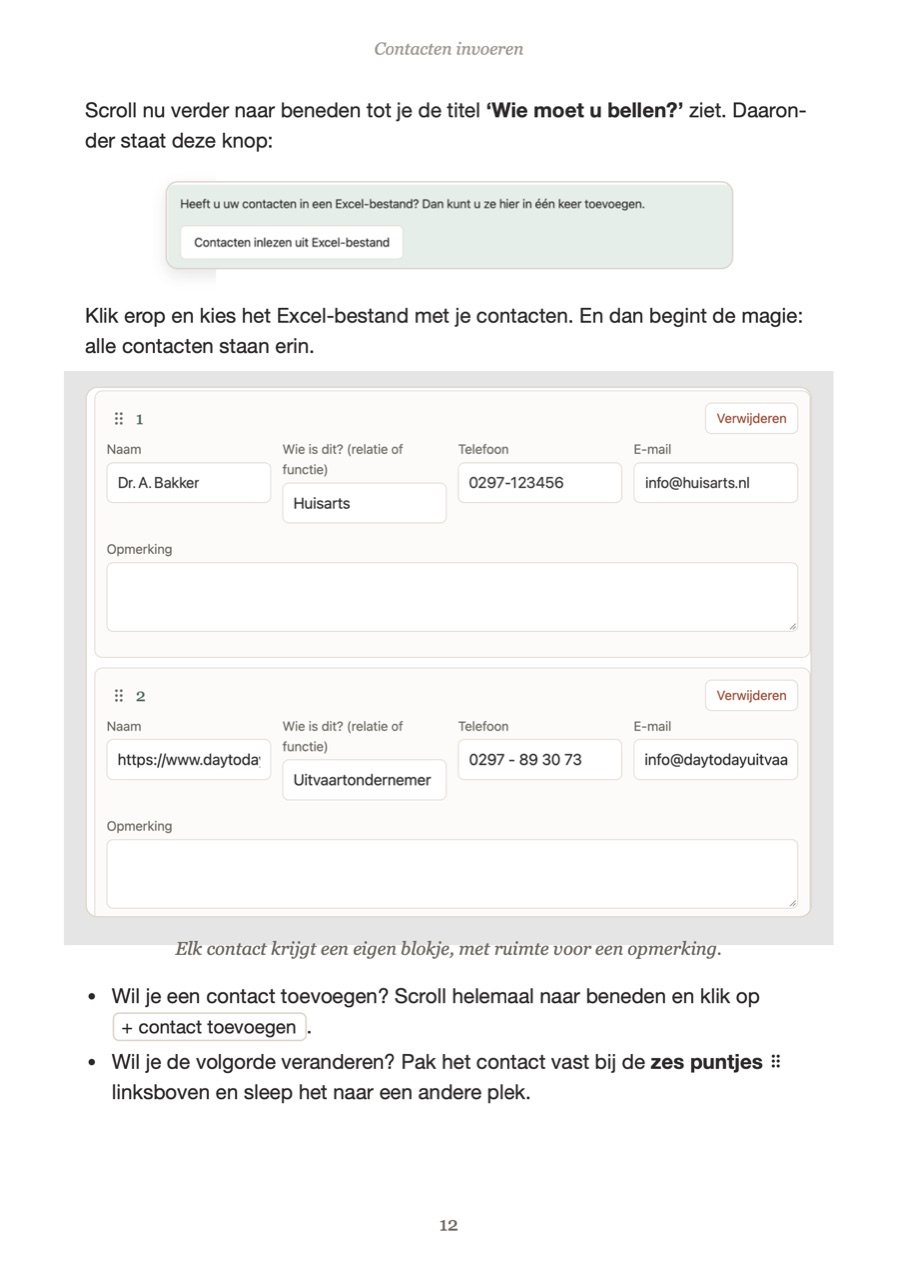 Contacten invoeren
Scroll nu verder naar beneden tot je de titel ‘Wie moet u bellen?’ ziet. Daaron-
der staat deze knop:
Heeft u uw contacten in een Excel-bestand? Dan kunt u ze hier in één keer toevoegen.
Contacten inlezen uit Excel-bestand
Klik erop en kies het Excel-bestand met je contacten. En dan begint de magie:
alle contacten staan erin.
⠿ 1 Verwijderen
Naam Wie is dit? (relatie of Telefoon E-mail
functie)
Dr. A. Bakker 0297-123456 info@huisarts.nl
Huisarts
Opmerking
⠿ 2 Verwijderen
Naam Wie is dit? (relatie of Telefoon E-mail
functie)
https://www.daytoday 0297 - 89 30 73 info@daytodayuitvaa
Uitvaartondernemer
Opmerking
Elk contact krijgt een eigen blokje, met ruimte voor een opmerking.
• Wil je een contact toevoegen? Scroll helemaal naar beneden en klik op
+ contact toevoegen .
• Wil je de volgorde veranderen? Pak het contact vast bij de zes puntjes ⠿
linksboven en sleep het naar een andere plek.
12